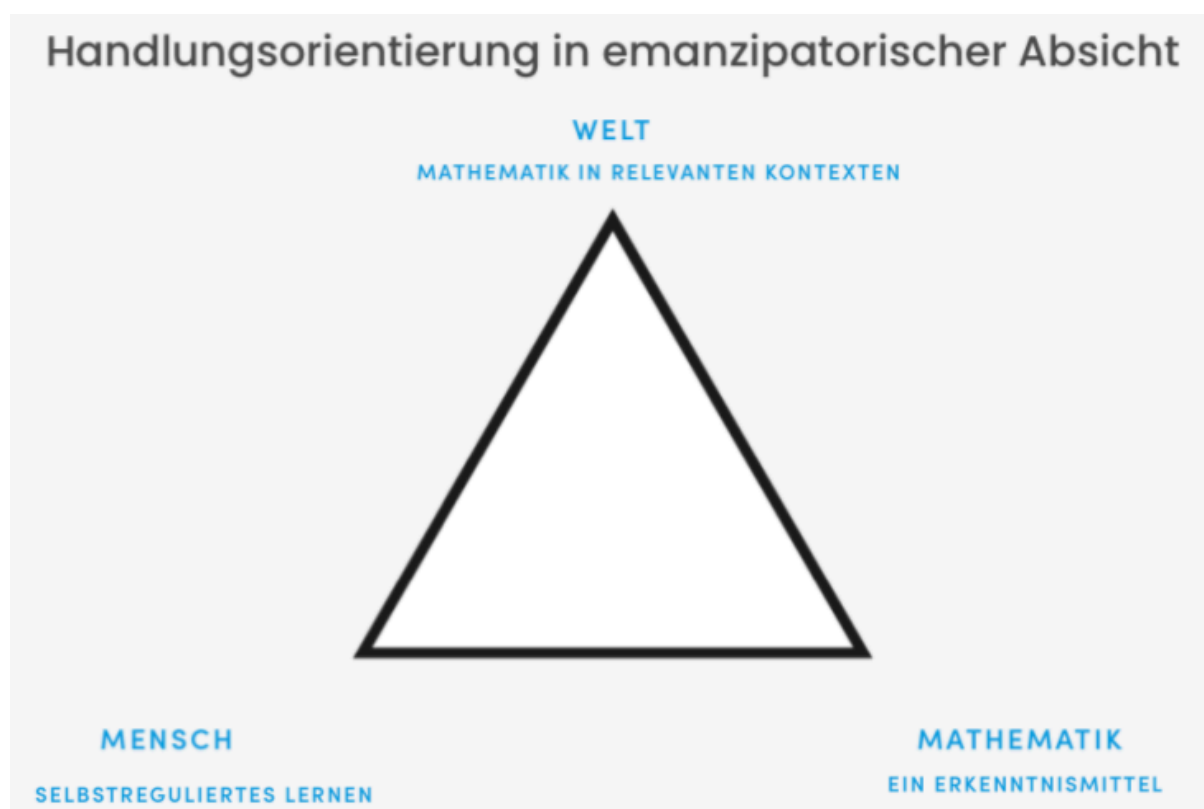 Handlungsorientierung in emanzipatorischer Absicht
WELT
MATHEMATIK IN RELEVANTEN KONTEXTEN
MENSCH
SELBSTREGULIERTES LERNEN
MATHEMATIK
EIN ERKENNTNISMITTEL